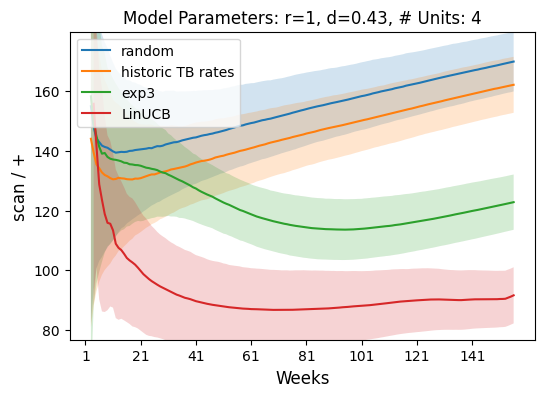 Model Parameters: r=1, d=0.43, # Units: 4
random
historic TB rates
exp3
LinUCB
scan / +
160
140
120
100
80
1 21 41 61 81 101 121 141
Weeks